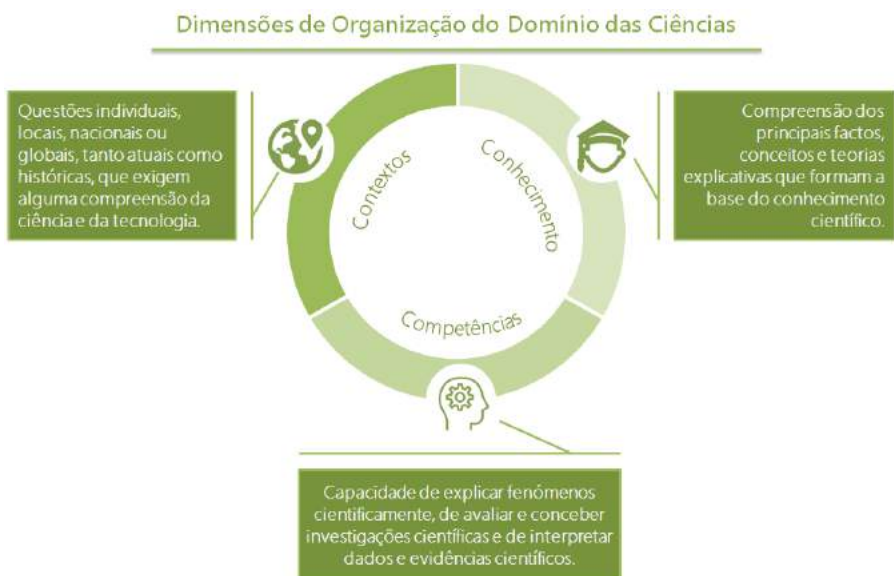 Dimensões de Organização do Domínio das Ciências
Questões individuais,
locais, nacionais ou
globais, tanto atuais como
históricas, que exigem
alguma compreensão da
ciência e da tecnologia.
Contextos
Conhecimento
Compreensão dos
principais factos,
conceitos e teorias
explicativas que formam a
base do conhecimento
científico.
Competências
Capacidade de explicar fenómenos
cientificamente, de avaliar e conceber
investigações científicas e de interpretar
dados e evidências científicos.